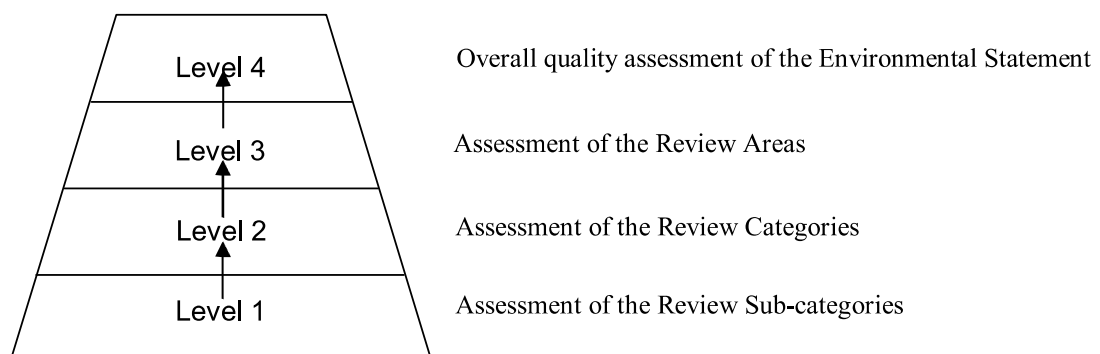 Level 4 Overall quality assessment of the Environmental Statement
Level 3 Assessment of the Review Areas
Level 2 Assessment of the Review Categories
Level 1 Assessment of the Review Sub-categories